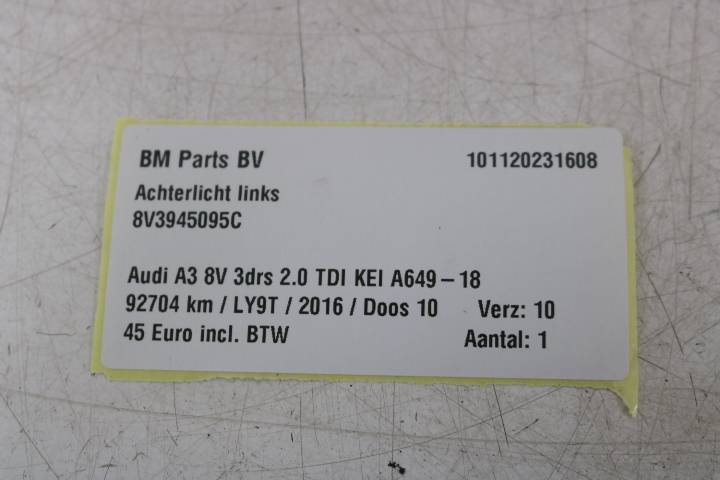 BM Parts BV 101120231608
Achterlicht links
8V3945095C
Audi A3 8V 3drs 2.0 TDI KEI A649-18
92704 km / LY9T / 2016 / Doos 10 Verz: 10
45 Euro incl. BTW Aantal: 1